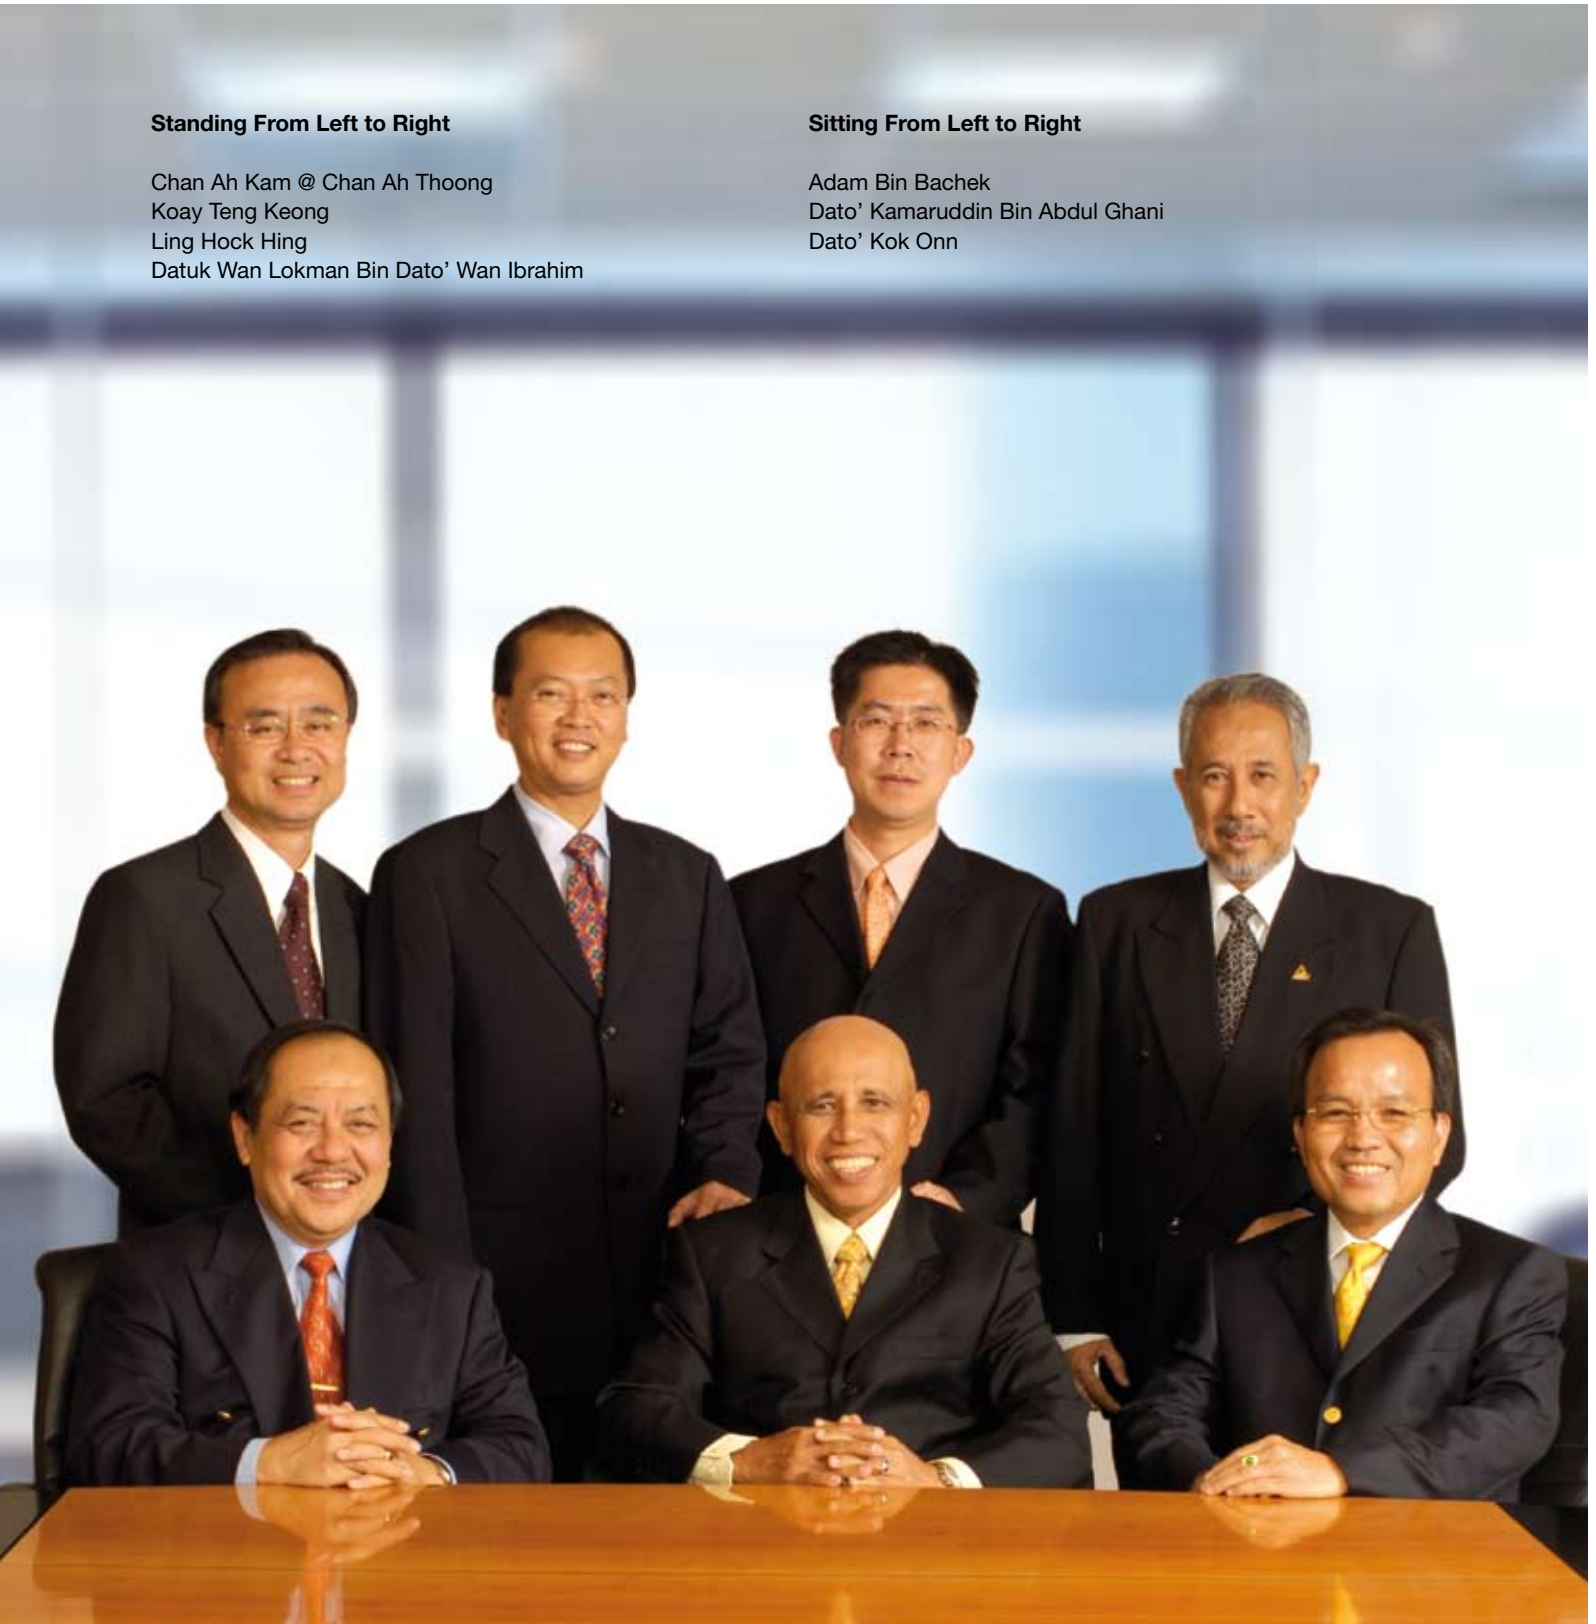 Standing From Left to Right
Chan Ah Kam @ Chan Ah Thoong
Koay Teng Keong
Ling Hock Hing
Datuk Wan Lokman Bin Dato’ Wan Ibrahim
Sitting From Left to Right
Adam Bin Bachek
Dato’ Kamaruddin Bin Abdul Ghani
Dato’ Kok Onn